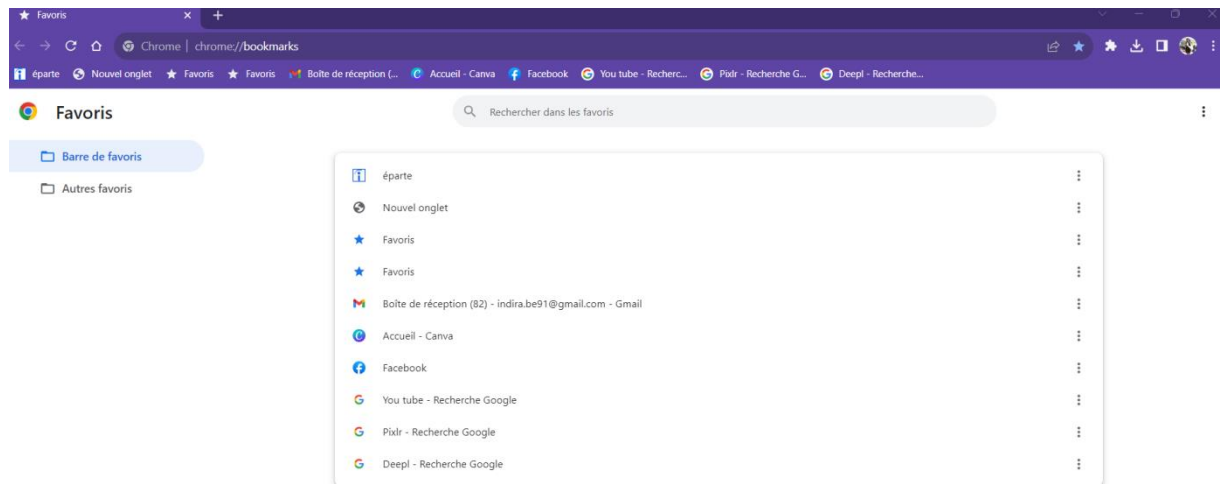 Favoris
Chrome | chrome://bookmarks
éparte Nouvel onglet Favoris Favoris Boîte de réception (... Accueil - Canva Facebook You tube - Recherc... Pixlr - Recherche G... Deepl - Recherche...
Favoris
Rechercher dans les favoris
Barre de favoris
Autres favoris
éparte
Nouvel onglet
Favoris
Favoris
Boîte de réception (82) - indira.be91@gmail.com - Gmail
Accueil - Canva
Facebook
You tube - Recherche Google
Pixlr - Recherche Google
Deepl - Recherche Google